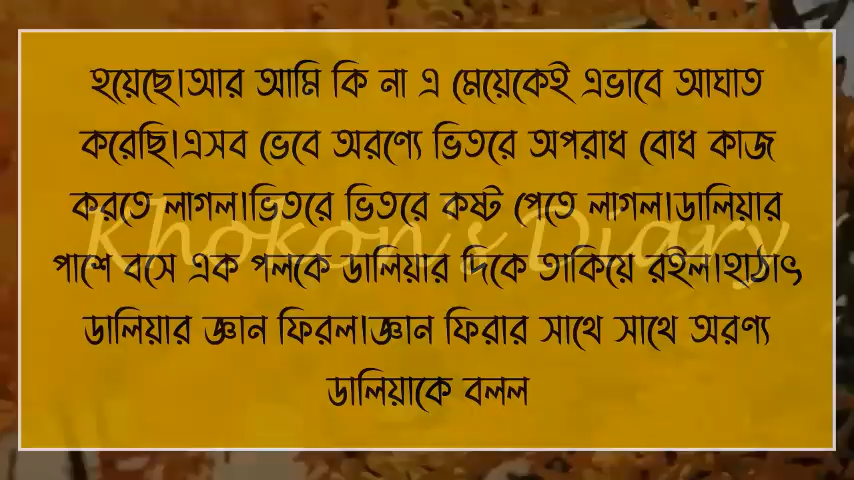 হয়েছে।আর আমি কি না এ মেয়েকেই এভাবে আঘাত
করেছি।এসব ভেবে অরণ্যে ভিতরে অপরাধ বোধ কাজ
করতে লাগল।ভিতরে ভিতরে কষ্ট পেতে লাগল।ডালিয়ার
পাশে বসে এক পলকে ডালিয়ার দিকে তাকিয়ে রইল।হাঠাৎ
ডালিয়ার জ্ঞান ফিরল।জ্ঞান ফিরার সাথে সাথে অরণ্য
ডালিয়াকে বলল
Khokon's Diary